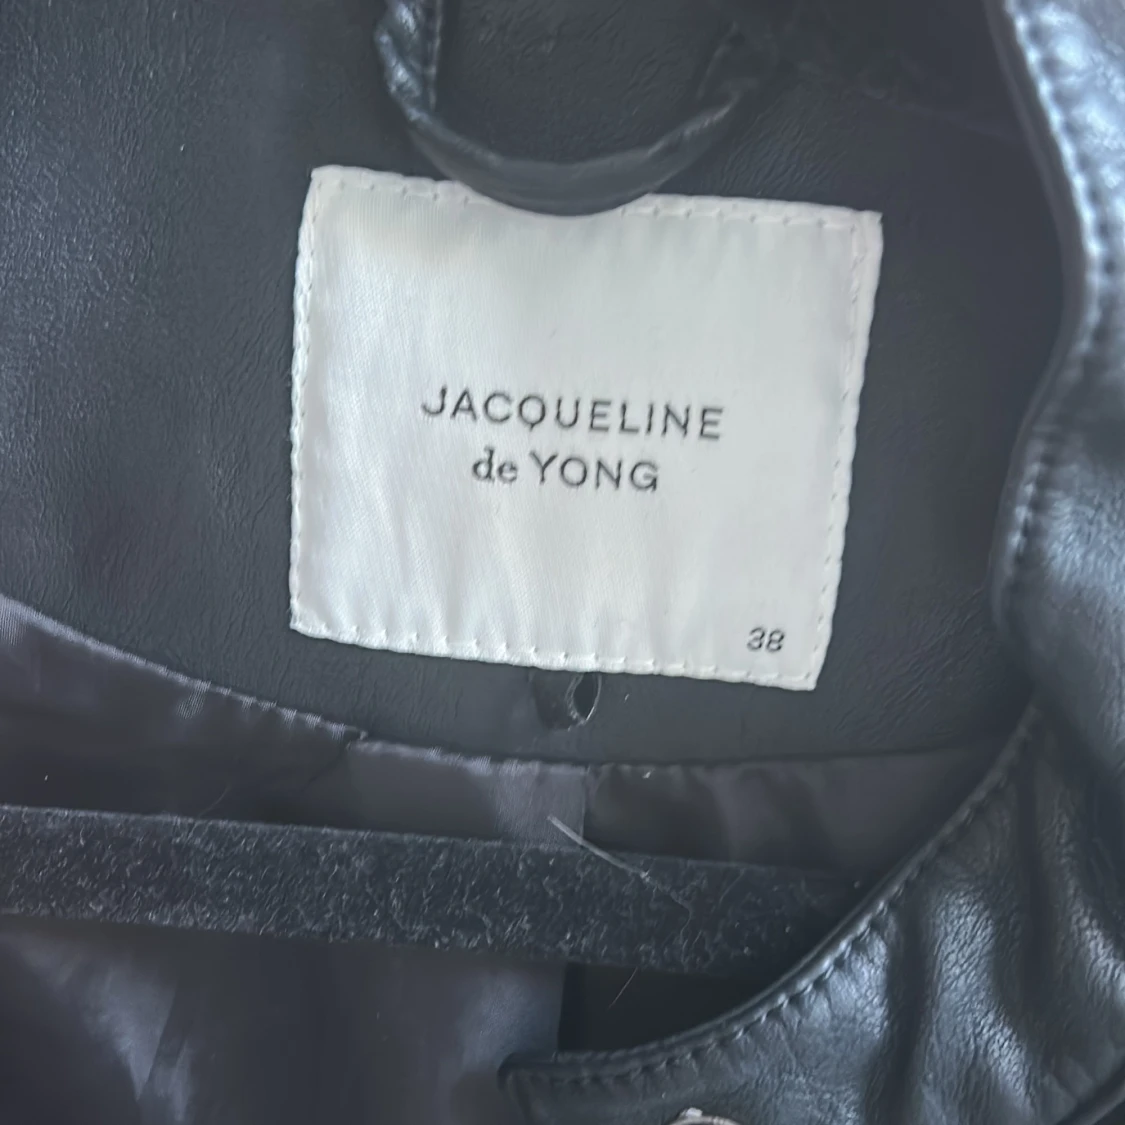 JACQUELINE
de YONG
38